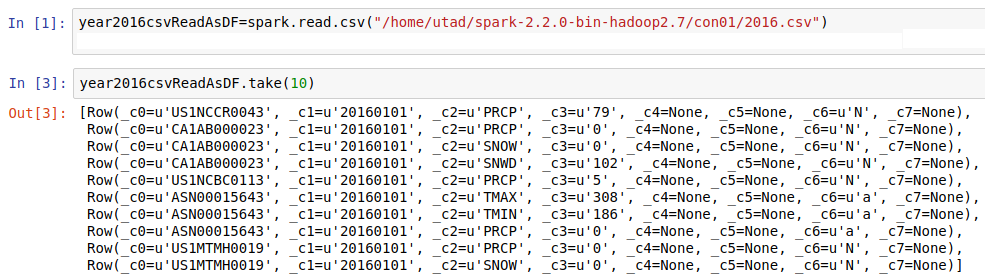 In [1]: year2016csvReadAsDF=spark.read.csv("/home/utad/spark-2.2.0-bin-hadoop2.7/con01/2016.csv")
In [3]: year2016csvReadAsDF.take(10)
Out[3]: [Row(_c0=u'US1NCCR0043', _c1=u'20160101', _c2=u'PRCP', _c3=u'79', _c4=None, _c5=None, _c6=u'N', _c7=None),
Row(_c0=u'CA1AB000023', _c1=u'20160101', _c2=u'PRCP', _c3=u'0', _c4=None, _c5=None, _c6=u'N', _c7=None),
Row(_c0=u'CA1AB000023', _c1=u'20160101', _c2=u'SNOW', _c3=u'0', _c4=None, _c5=None, _c6=u'N', _c7=None),
Row(_c0=u'CA1AB000023', _c1=u'20160101', _c2=u'SNWD', _c3=u'102', _c4=None, _c5=None, _c6=u'N', _c7=None),
Row(_c0=u'US1NCBC0113', _c1=u'20160101', _c2=u'PRCP', _c3=u'5', _c4=None, _c5=None, _c6=u'N', _c7=None),
Row(_c0=u'ASN00015643', _c1=u'20160101', _c2=u'TMAX', _c3=u'308', _c4=None, _c5=None, _c6=u'a', _c7=None),
Row(_c0=u'ASN00015643', _c1=u'20160101', _c2=u'TMIN', _c3=u'186', _c4=None, _c5=None, _c6=u'a', _c7=None),
Row(_c0=u'ASN00015643', _c1=u'20160101', _c2=u'PRCP', _c3=u'0', _c4=None, _c5=None, _c6=u'a', _c7=None),
Row(_c0=u'US1MTMH0019', _c1=u'20160101', _c2=u'PRCP', _c3=u'0', _c4=None, _c5=None, _c6=u'N', _c7=None),
Row(_c0=u'US1MTMH0019', _c1=u'20160101', _c2=u'SNOW', _c3=u'0', _c4=None, _c5=None, _c6=u'N', _c7=None)]